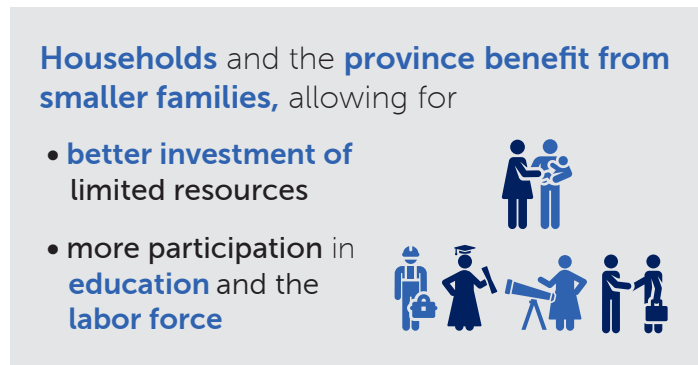 Households and the province benefit from
smaller families, allowing for
• better investment of
limited resources
• more participation in
education and the
labor force